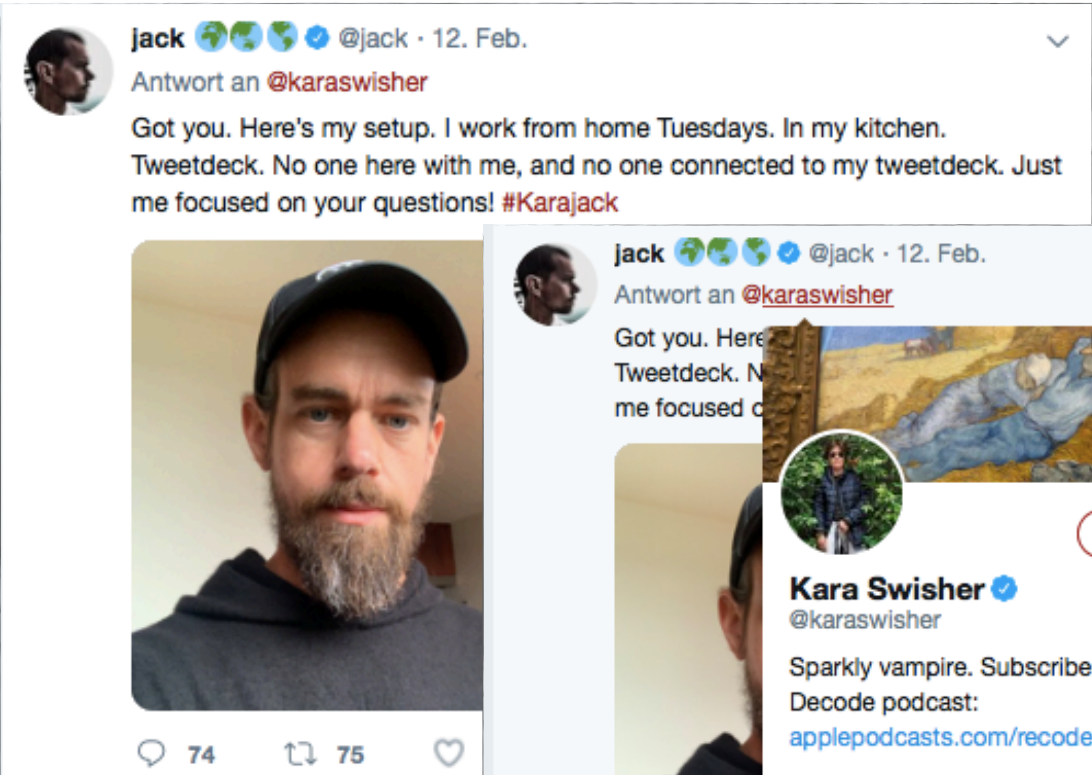 jack @jack · 12. Feb.
Antwort an @karaswisher
Got you. Here's my setup. I work from home Tuesdays. In my kitchen.
Tweetdeck. No one here with me, and no one connected to my tweetdeck. Just
me focused on your questions! #Karajack
74 75
jack @jack · 12. Feb.
Antwort an @karaswisher
Got you. Here
Tweetdeck. N
me focused o
Kara Swisher
@karaswisher
Sparkly vampire. Subscribe
Decode podcast:
applepodcasts.com/recode